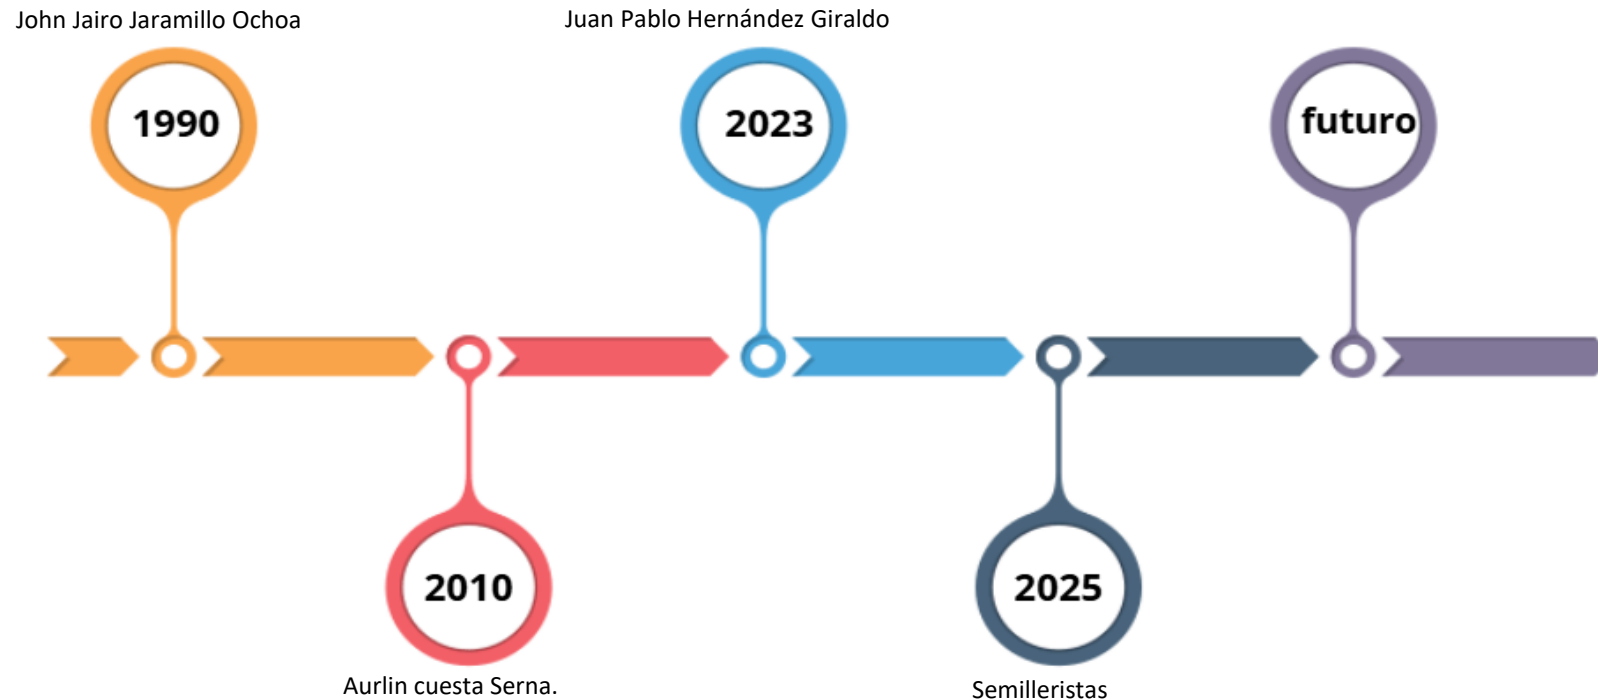 John Jairo Jaramillo Ochoa
Juan Pablo Hernández Giraldo
1990
2023
futuro
2010
2025
Aurlin cuesta Serna.
Semilleristas